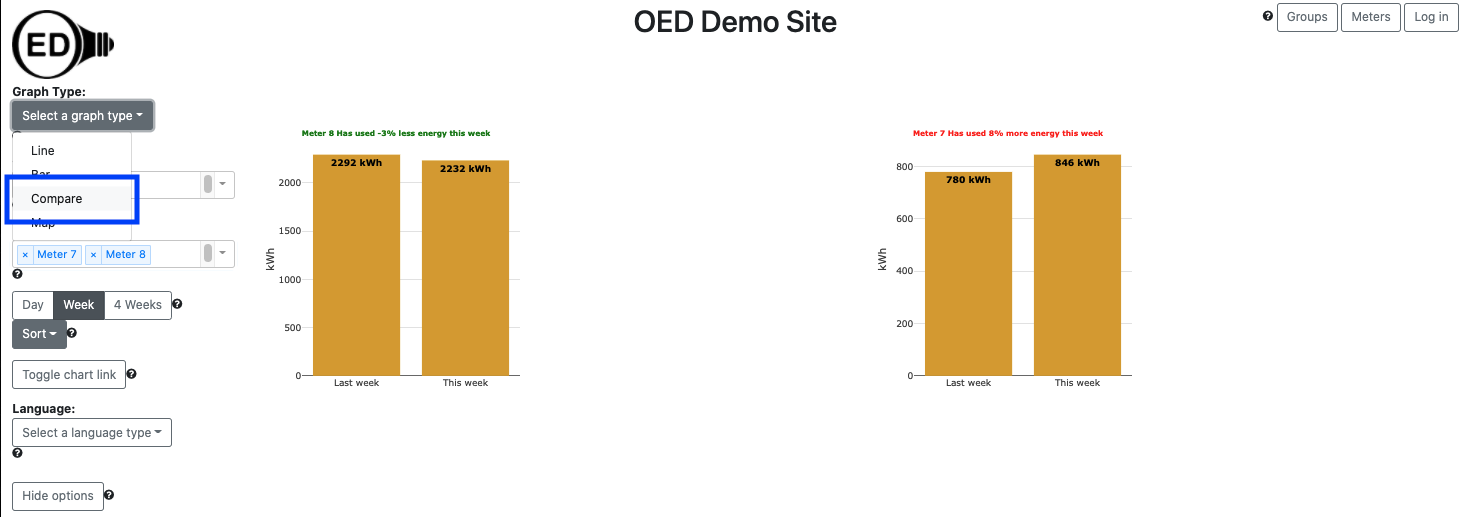 OED Demo Site
Groups
Meters
Log in
ED
Graph Type:
Select a graph type
Line
Bar
Compare
Map
× Meter 7 × Meter 8
Day Week 4 Weeks
Sort
Toggle chart link
Language:
Select a language type
Hide options
Meter 8 Has used -3% less energy this week
2292 kWh
2232 kWh
2000
1500
1000
500
0
kWh
Last week
This week
Meter 7 Has used 8% more energy this week
780 kWh
846 kWh
800
600
400
200
0
kWh
Last week
This week